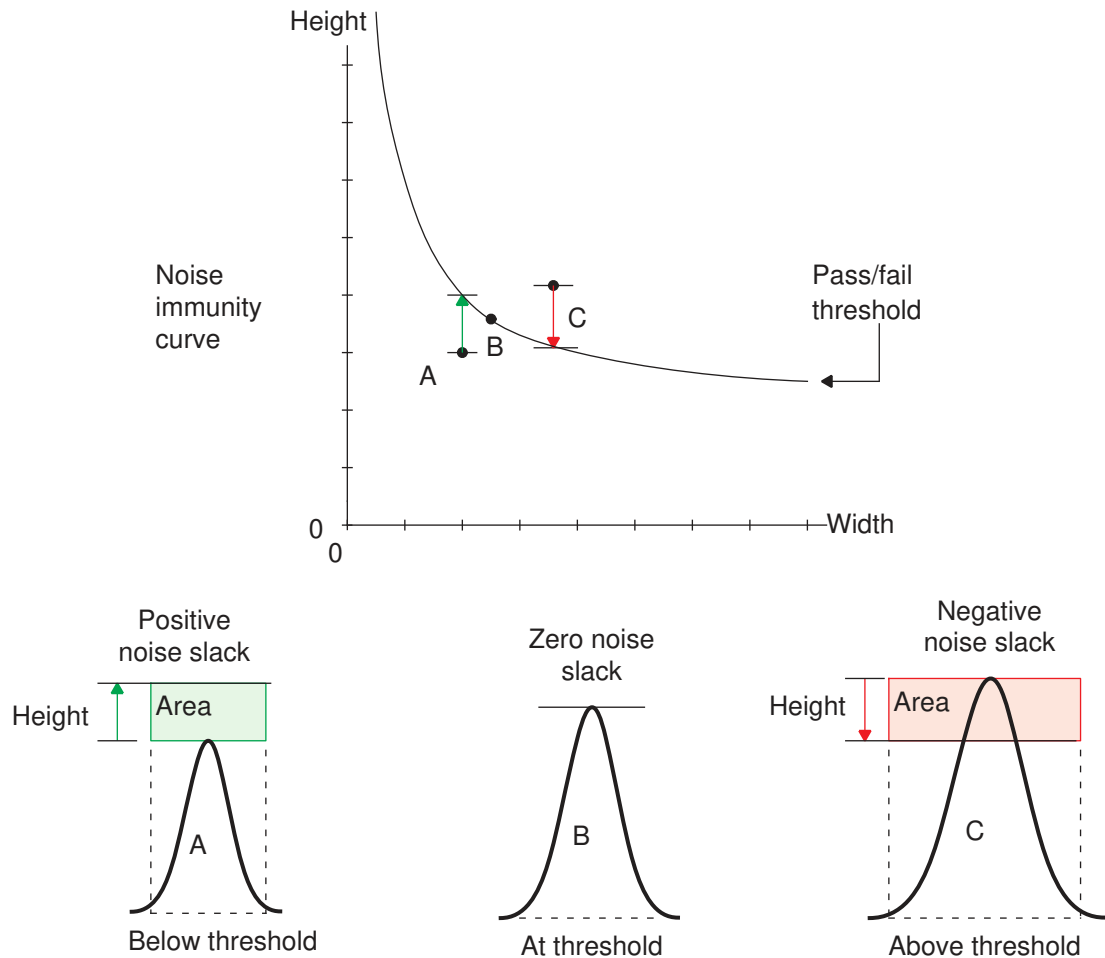 Height
Noise
immunity
curve
Pass/fail
threshold
C
B
A
0
Width
0
Positive
noise slack
Height
Area
A
Below threshold
Zero noise
slack
B
At threshold
Negative
noise slack
Height
Area
C
Above threshold